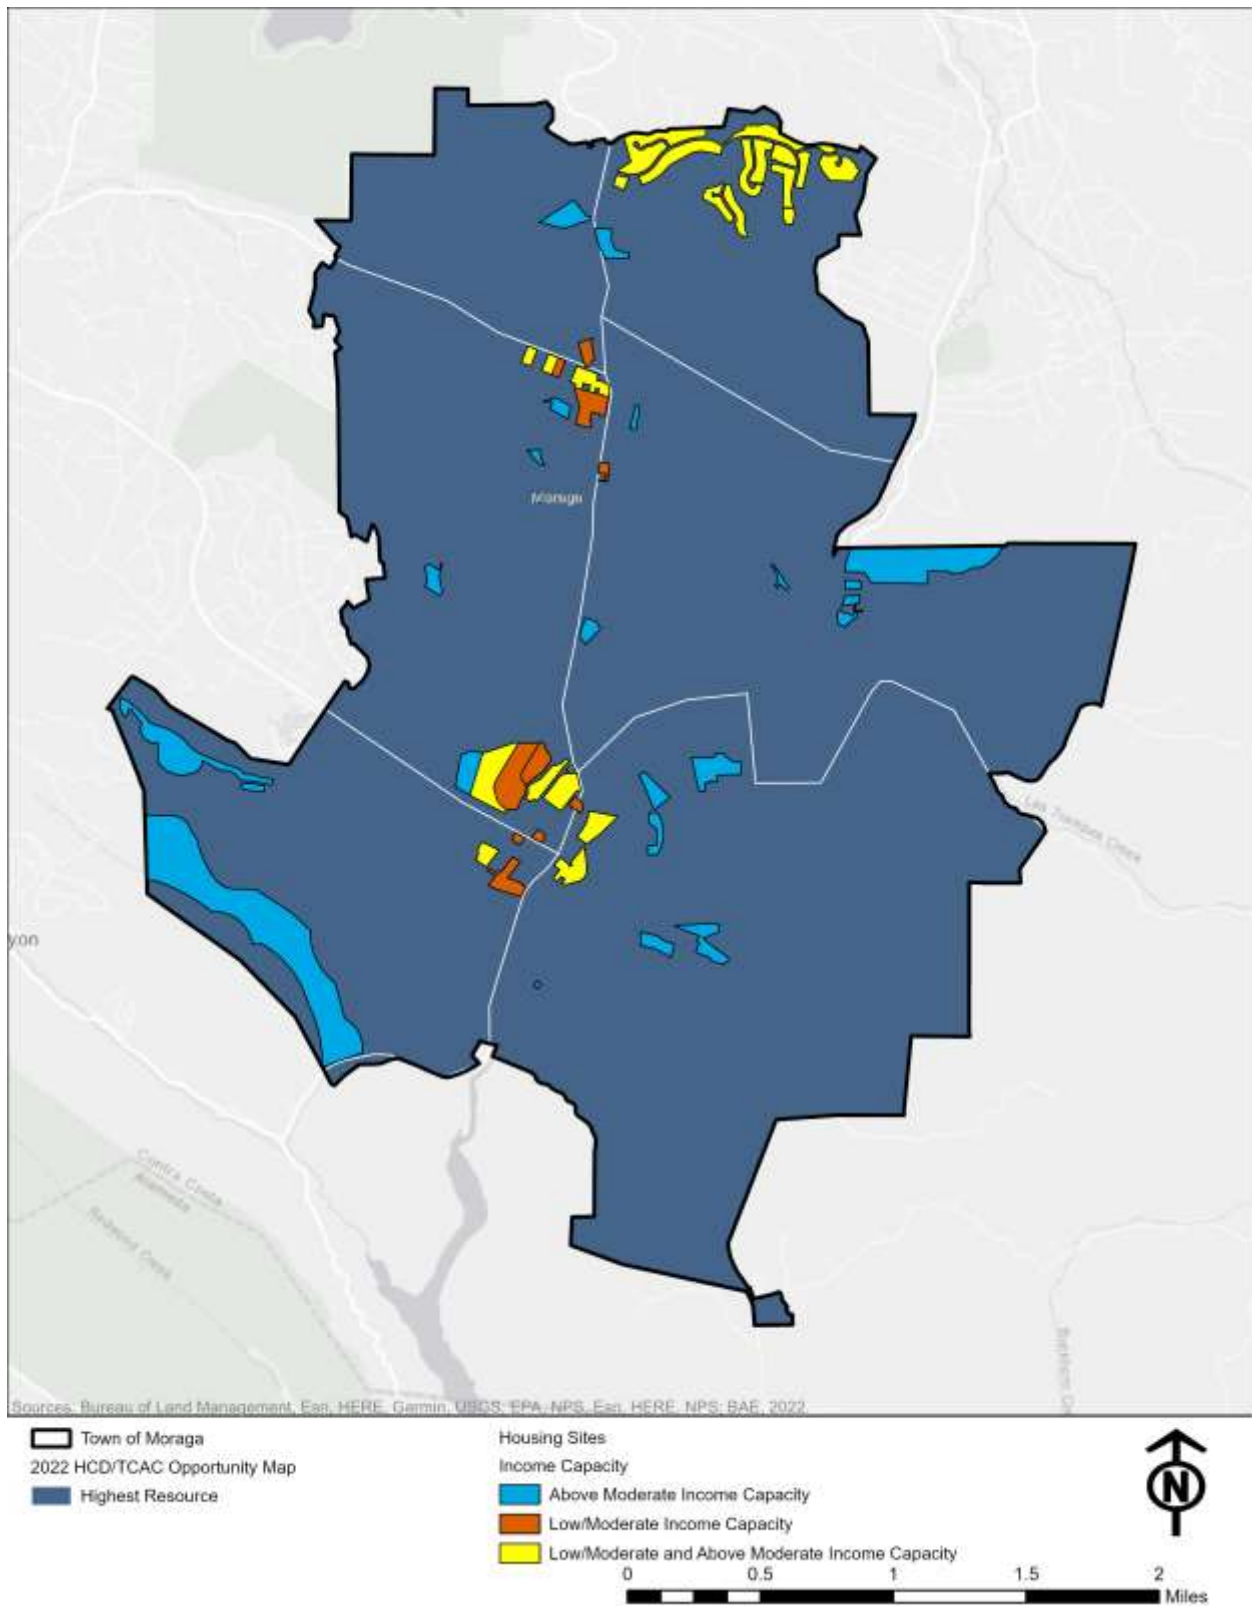 Moraga
Las Trampas Creek
yon
Contra Costa
Alameda
Redwood Creek
Sources: Bureau of Land Management, Esri, HERE, Garmin, USGS, EPA, NPS, Esri, HERE, NPS; BAE, 2022.
Town of Moraga
2022 HCD/TCAC Opportunity Map
Highest Resource
Housing Sites
Income Capacity
Above Moderate Income Capacity
Low/Moderate Income Capacity
Low/Moderate and Above Moderate Income Capacity
N
0 0.5 1 1.5 2
Miles